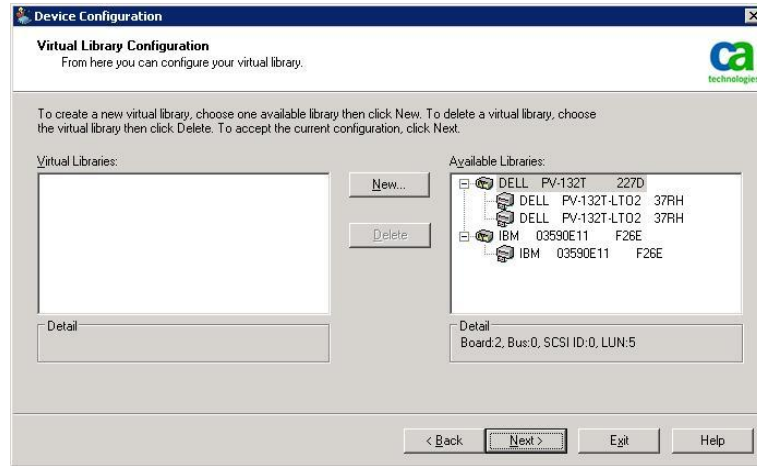 Device Configuration
Virtual Library Configuration
From here you can configure your virtual library.
ca
technologies
To create a new virtual library, choose one available library then click New. To delete a virtual library, choose
the virtual library then click Delete. To accept the current configuration, click Next.
Virtual Libraries:
Available Libraries:
New...
Delete
DELL PV-132T 227D
DELL PV-132T-LTO2 37RH
DELL PV-132T-LTO2 37RH
IBM 03590E11 F26E
IBM 03590E11 F26E
Detail
Detail
Board:2, Bus:0, SCSI ID:0, LUN:5
< Back
Next >
Exit
Help